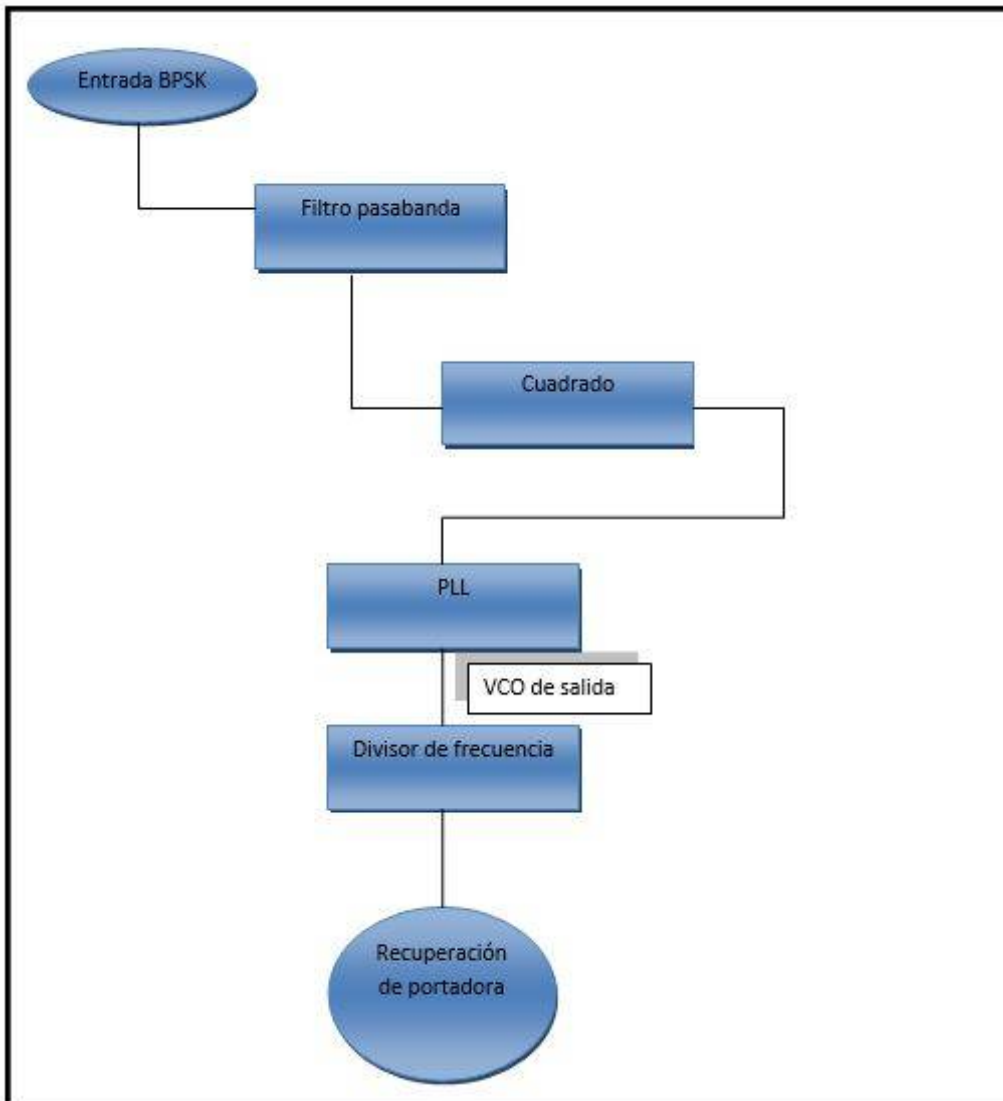 Entrada BPSK
Filtro pasabanda
Cuadrado
PLL
VCO de salida
Divisor de frecuencia
Recuperación
de portadora